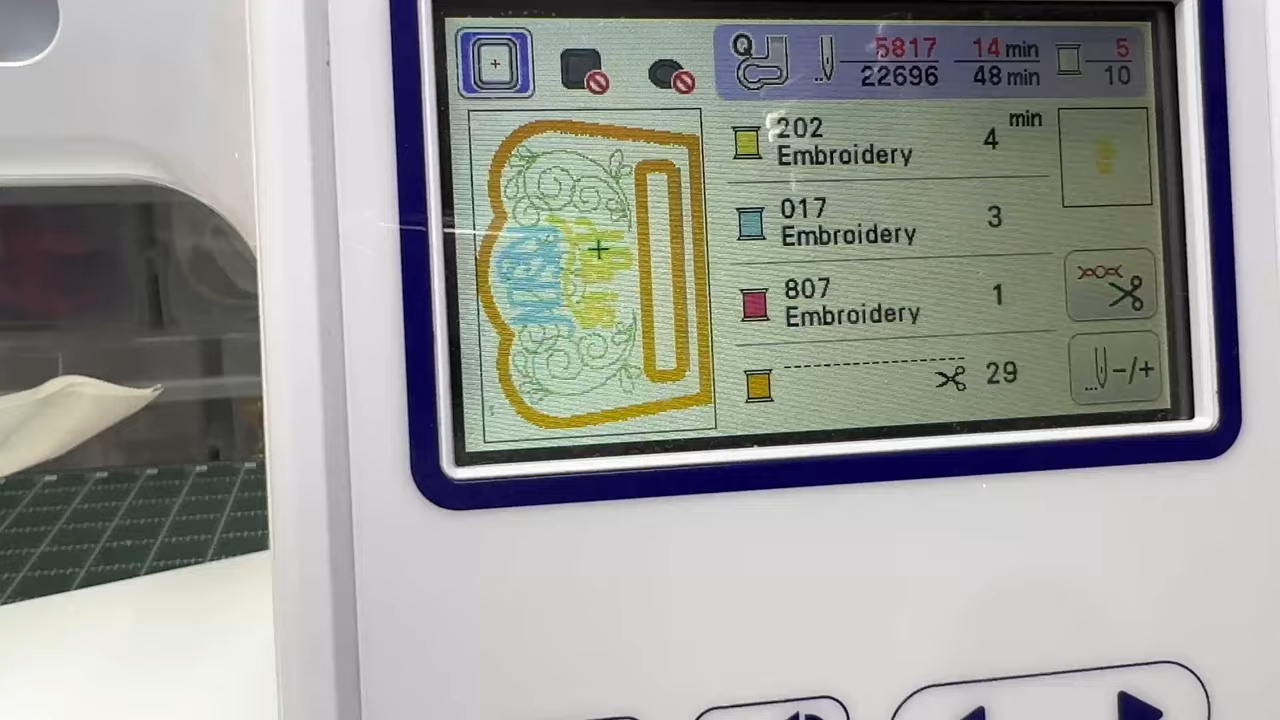 Q
5817 14 min 5
22696 48 min 10
min
202
Embroidery 4
017
Embroidery 3
807
Embroidery 1
29
-/+